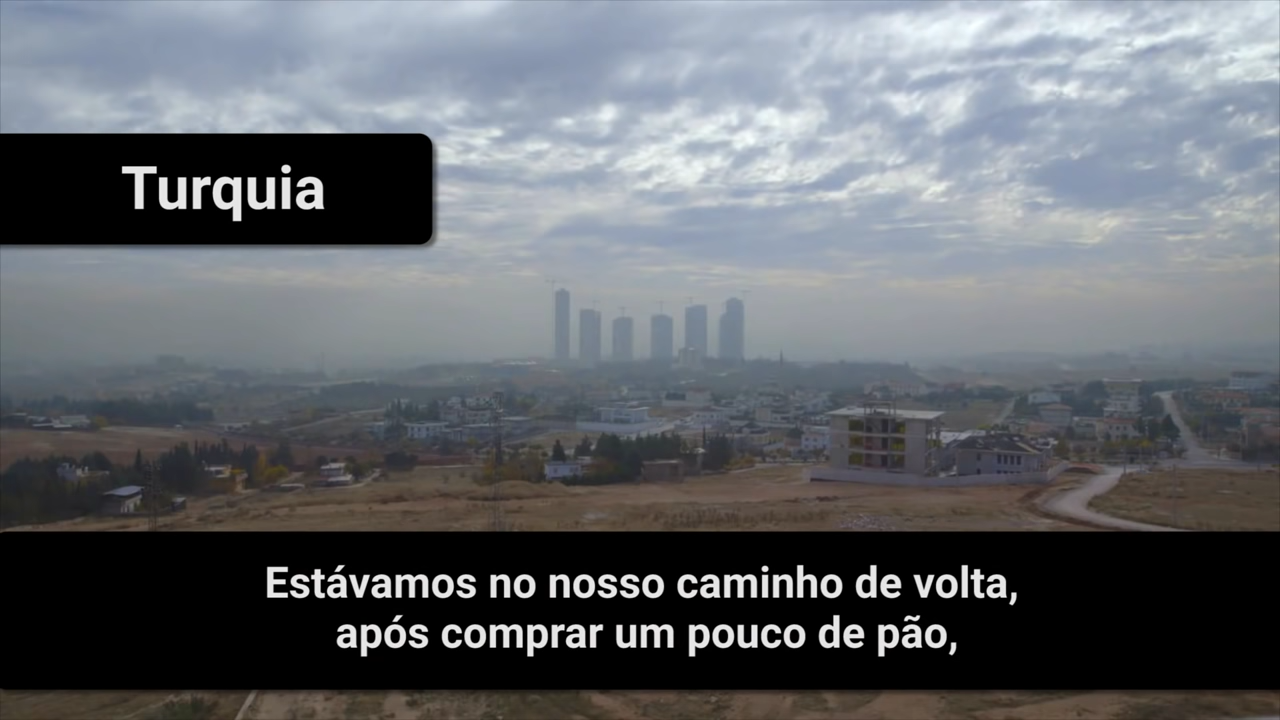 Turquia
Estávamos no nosso caminho de volta,
após comprar um pouco de pão,